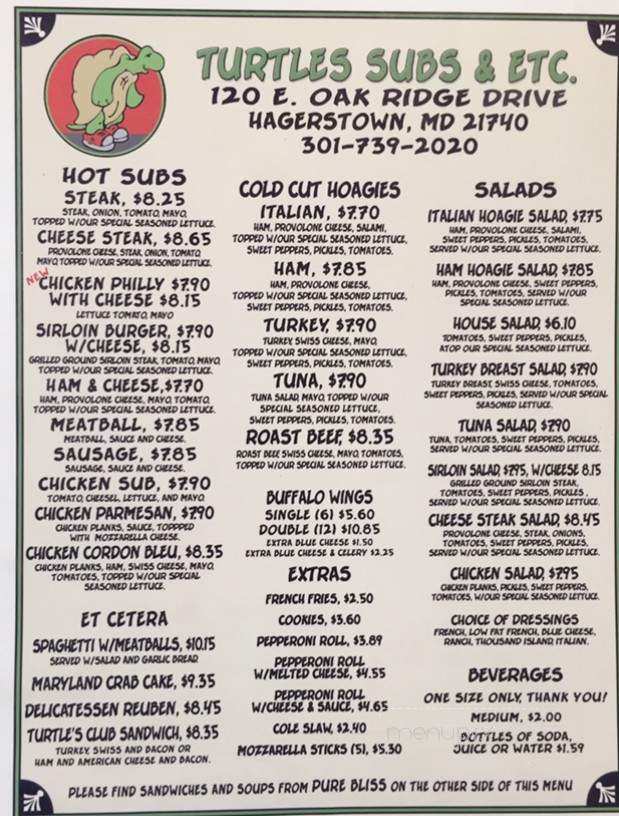 TURTLES SUBS & ETC.
120 E. OAK RIDGE DRIVE
HAGERSTOWN, MD 21740
301-739-2020
HOT SUBS
STEAK, $8.25
STEAK, ONION, TOMATO, MAYO,
TOPPED W/OUR SPECIAL SEASONED LETTUCE.
CHEESE STEAK, $8.65
PROVOLONE CHEESE, STEAK, ONION, TOMATO,
MAYO, TOPPED W/OUR SPECIAL SEASONED LETTUCE.
NEW
CHICKEN PHILLY $7.90
WITH CHEESE $8.15
LETTUCE TOMATO, MAYO
SIRLOIN BURGER, $7.90
W/CHEESE, $8.15
GRILLED GROUND SIRLOIN STEAK, TOMATO, MAYO,
TOPPED W/OUR SPECIAL SEASONED LETTUCE.
HAM & CHEESE, $7.70
HAM, PROVOLONE CHEESE, MAYO, TOMATO,
TOPPED W/OUR SPECIAL SEASONED LETTUCE.
MEATBALL, $7.85
MEATBALL, SAUCE AND CHEESE.
SAUSAGE, $7.85
SAUSAGE, SAUCE AND CHEESE.
CHICKEN SUB, $7.90
TOMATO, CHEESEL, LETTUCE, AND MAYO.
CHICKEN PARMESAN, $7.90
CHICKEN PLANKS, SAUCE, TOPPPED
WITH MOZZARELLA CHEESE.
CHICKEN CORDON BLEU, $8.35
CHICKEN PLANKS, HAM, SWISS CHEESE, MAYO,
TOMATOES, TOPPED W/OUR SPECIAL
SEASONED LETTUCE.
ET CETERA
SPAGHETTI W/MEATBALLS, $10.15
SERVED W/SALAD AND GARLIC BREAD
MARYLAND CRAB CAKE, $9.35
DELICATESSEN REUBEN, $8.45
TURTLE'S CLUB SANDWICH, $8.35
TURKEY, SWISS AND BACON OR
HAM AND AMERICAN CHEESE AND BACON.
COLD CUT HOAGIES
ITALIAN, $7.70
HAM, PROVOLONE CHEESE, SALAMI,
TOPPED W/OUR SPECIAL SEASONED LETTUCE,
SWEET PEPPERS, PICKLES, TOMATOES.
HAM, $7.85
HAM, PROVOLONE CHEESE,
TOPPED W/OUR SPECIAL SEASONED LETTUCE,
SWEET PEPPERS, PICKLES, TOMATOES.
TURKEY, $7.90
TURKEY, SWISS CHEESE, MAYO,
TOPPED W/OUR SPECIAL SEASONED LETTUCE,
SWEET PEPPERS, PICKLES, TOMATOES.
TUNA, $7.90
TUNA SALAD, MAYO, TOPPED W/OUR
SPECIAL SEASONED LETTUCE,
SWEET PEPPERS, PICKLES, TOMATOES.
ROAST BEEF, $8.35
ROAST BEEF, SWISS CHEESE, MAYO, TOMATOES,
TOPPED W/OUR SPECIAL SEASONED LETTUCE.
BUFFALO WINGS
SINGLE (6) $5.60
DOUBLE (12) $10.85
EXTRA BLUE CHEESE $1.50
EXTRA BLUE CHEESE & CELERY $2.25
EXTRAS
FRENCH FRIES, $2.50
COOKIES, $3.60
PEPPERONI ROLL, $3.89
PEPPERONI ROLL
W/MELTED CHEESE, $4.55
PEPPERONI ROLL
W/CHEESE & SAUCE, $4.65
COLE SLAW, $2.40
MOZZARELLA STICKS (5), $5.30
SALADS
ITALIAN HOAGIE SALAD, $7.75
HAM, PROVOLONE CHEESE, SALAMI,
SWEET PEPPERS, PICKLES, TOMATOES,
SERVED W/OUR SPECIAL SEASONED LETTUCE.
HAM HOAGIE SALAD, $7.85
HAM, PROVOLONE CHEESE, SWEET PEPPERS,
PICKLES, TOMATOES, SERVED W/OUR
SPECIAL SEASONED LETTUCE.
HOUSE SALAD, $6.10
TOMATOES, SWEET PEPPERS, PICKLES,
ATOP OUR SPECIAL SEASONED LETTUCE.
TURKEY BREAST SALAD, $7.90
TURKEY BREAST, SWISS CHEESE, TOMATOES,
SWEET PEPPERS, PICKLES, SERVED W/OUR SPECIAL
SEASONED LETTUCE.
TUNA SALAD, $7.90
TUNA, TOMATOES, SWEET PEPPERS, PICKLES,
SERVED W/OUR SPECIAL SEASONED LETTUCE.
SIRLOIN SALAD, $7.95, W/CHEESE 8.15
GRILLED GROUND SIRLOIN STEAK,
TOMATOES, SWEET PEPPERS, PICKLES,
SERVED W/OUR SPECIAL SEASONED LETTUCE.
CHEESE STEAK SALAD, $8.45
PROVOLONE CHEESE, STEAK, ONIONS,
TOMATOES, SWEET PEPPERS, PICKLES,
SERVED W/OUR SPECIAL SEASONED LETTUCE.
CHICKEN SALAD, $7.95
CHICKEN PLANKS, PICKLES, SWEET PEPPERS,
TOMATOES, W/OUR SPECIAL SEASONED LETTUCE.
CHOICE OF DRESSINGS
FRENCH, LOW FAT FRENCH, BLUE CHEESE,
RANCH, THOUSAND ISLAND, ITALIAN.
BEVERAGES
ONE SIZE ONLY, THANK YOU!
MEDIUM, $2.00
BOTTLES OF SODA,
JUICE OR WATER $1.59
PLEASE FIND SANDWICHES AND SOUPS FROM PURE BLISS ON THE OTHER SIDE OF THIS MENU